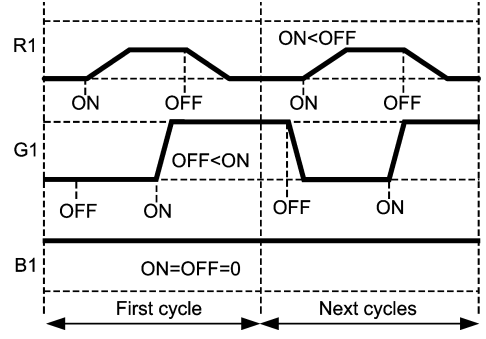 R1
ON<OFF
ON
OFF
ON
OFF
G1
OFF<ON
OFF
ON
OFF
ON
B1
ON=OFF=0
First cycle
Next cycles